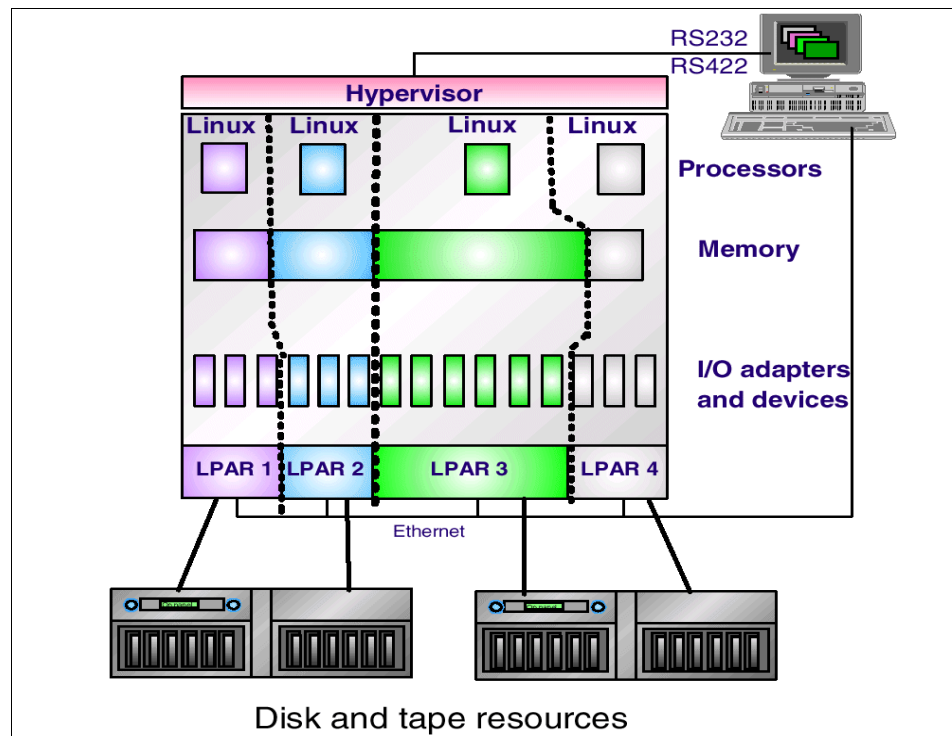 RS232
RS422
Hypervisor
Linux Linux Linux Linux
Processors
Memory
I/O adapters
and devices
LPAR 1 LPAR 2 LPAR 3 LPAR 4
Ethernet
Disk and tape resources